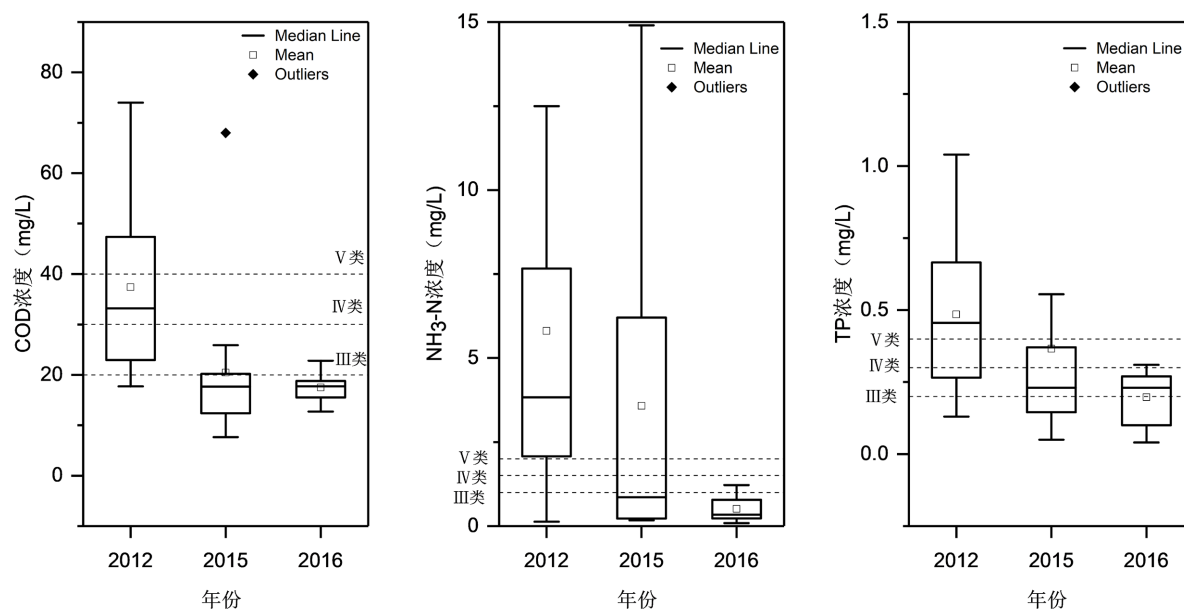 COD浓度（mg/L）
80
60
40
20
0
Median Line
Mean
Outliers
Ⅴ类
Ⅳ类
Ⅲ类
2012
2015
2016
年份
NH3-N浓度（mg/L）
15
10
5
0
Median Line
Mean
Outliers
Ⅴ类
Ⅳ类
Ⅲ类
2012
2015
2016
年份
TP浓度（mg/L）
1.5
1.0
0.5
0.0
Median Line
Mean
Outliers
Ⅴ类
Ⅳ类
Ⅲ类
2012
2015
2016
年份